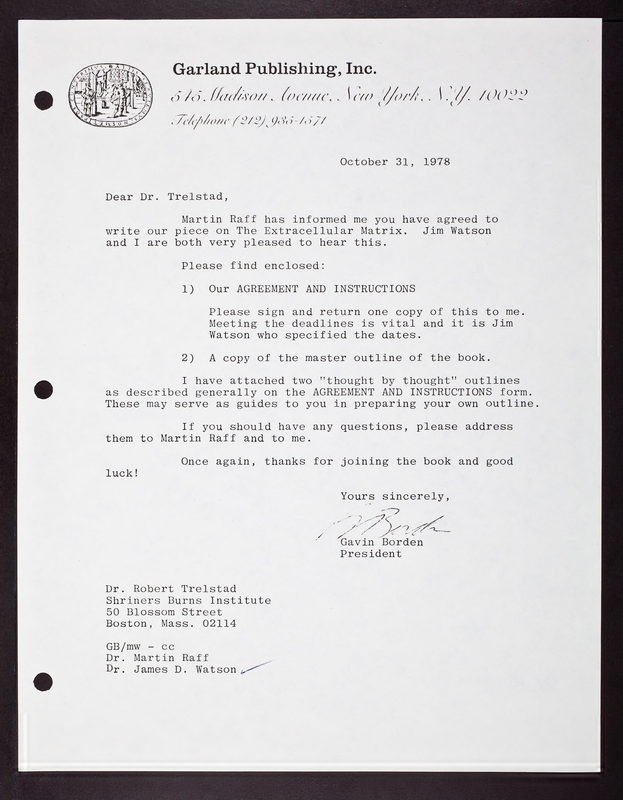 Garland Publishing, Inc.
545 Madison Avenue, New York, N.Y. 10022
Telephone (212) 935-1571
October 31, 1978
Dear Dr. Trelstad,
Martin Raff has informed me you have agreed to
write our piece on The Extracellular Matrix. Jim Watson
and I are both very pleased to hear this.
Please find enclosed:
1) Our AGREEMENT AND INSTRUCTIONS
Please sign and return one copy of this to me.
Meeting the deadlines is vital and it is Jim
Watson who specified the dates.
2) A copy of the master outline of the book.
I have attached two "thought by thought" outlines
as described generally on the AGREEMENT AND INSTRUCTIONS form.
These may serve as guides to you in preparing your own outline.
If you should have any questions, please address
them to Martin Raff and to me.
Once again, thanks for joining the book and good
luck!
Yours sincerely,
Gavin Borden
President
Dr. Robert Trelstad
Shriners Burns Institute
50 Blossom Street
Boston, Mass. 02114
GB/mw - cc
Dr. Martin Raff
Dr. James D. Watson